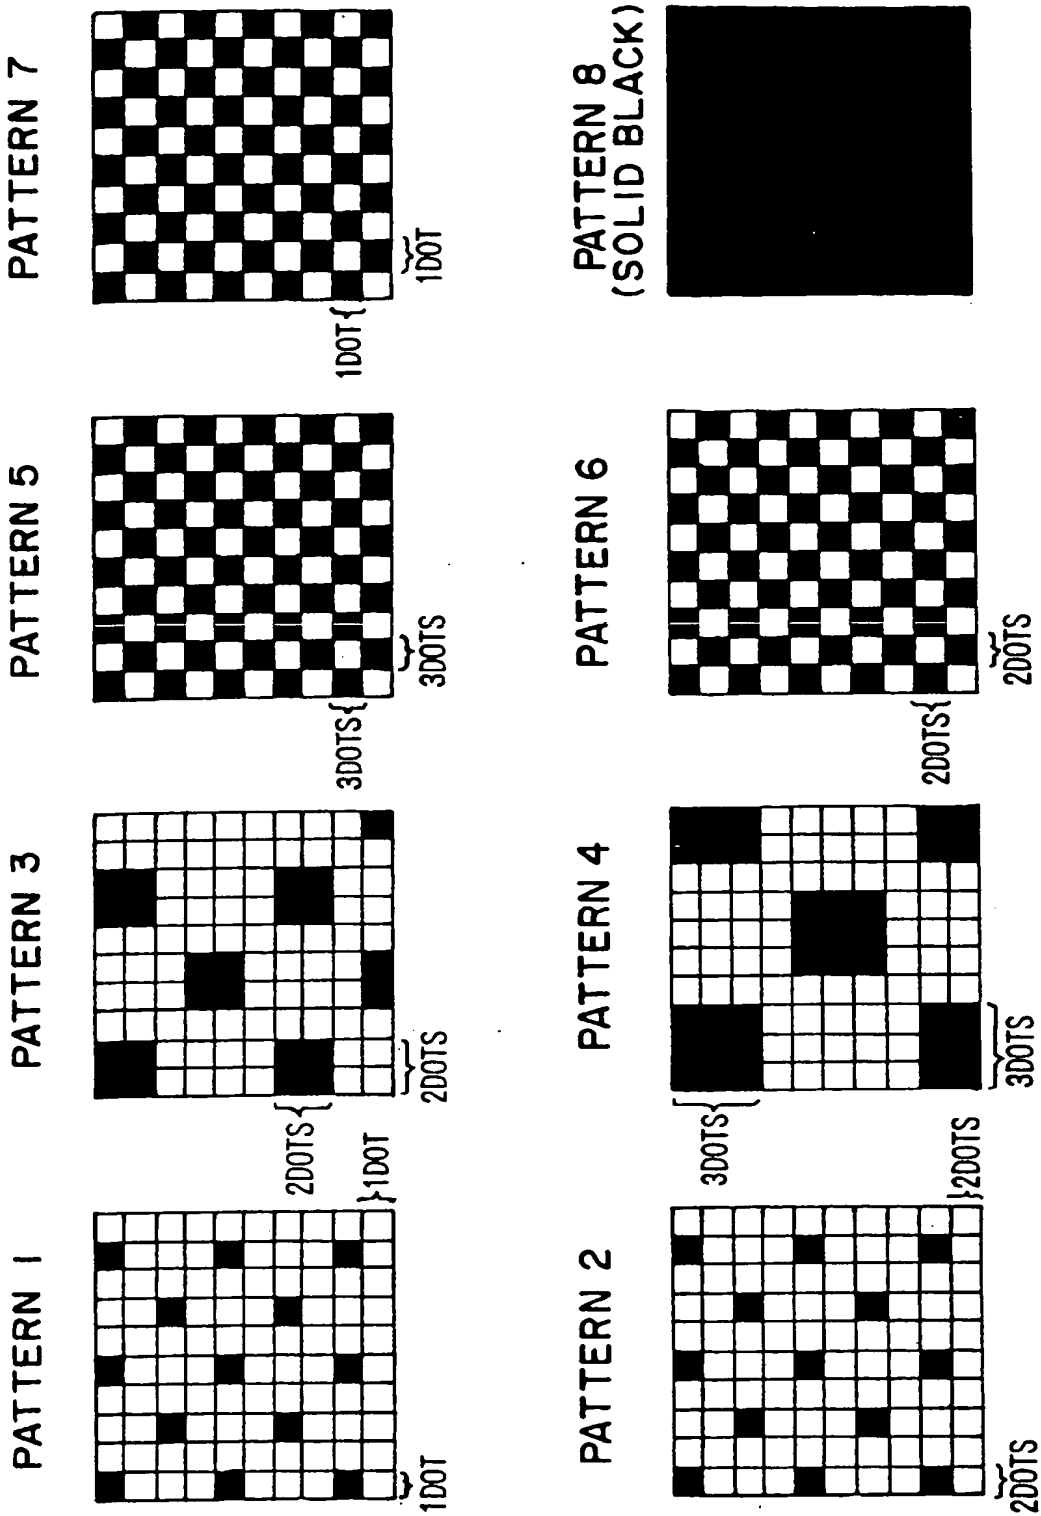 PATTERN 1
1DOT
1DOT
PATTERN 3
2DOTS
2DOTS
PATTERN 5
3DOTS
3DOTS
PATTERN 7
1DOT
1DOT
PATTERN 2
2DOTS
2DOTS
PATTERN 4
3DOTS
3DOTS
PATTERN 6
2DOTS
2DOTS
PATTERN 8
(SOLID BLACK)